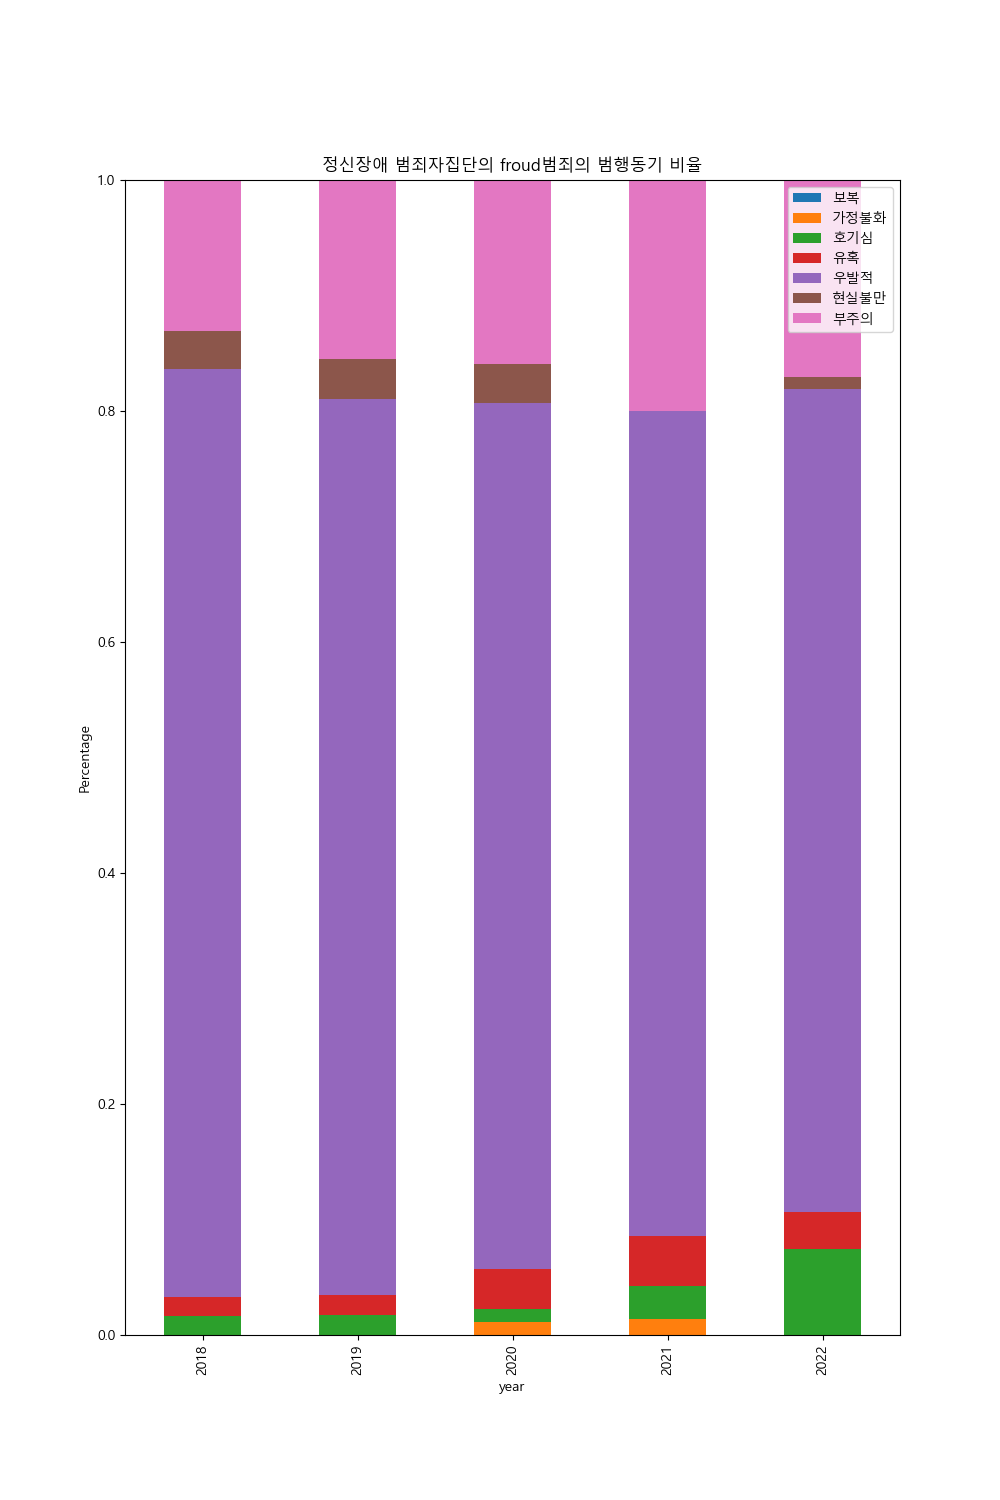 정신장애 범죄자집단의 froud범죄의 범행동기 비율
1.0
0.8
0.6
0.4
0.2
0.0
Percentage
보복
가정불화
호기심
유혹
우발적
현실불만
부주의
2018
2019
2020
2021
2022
year